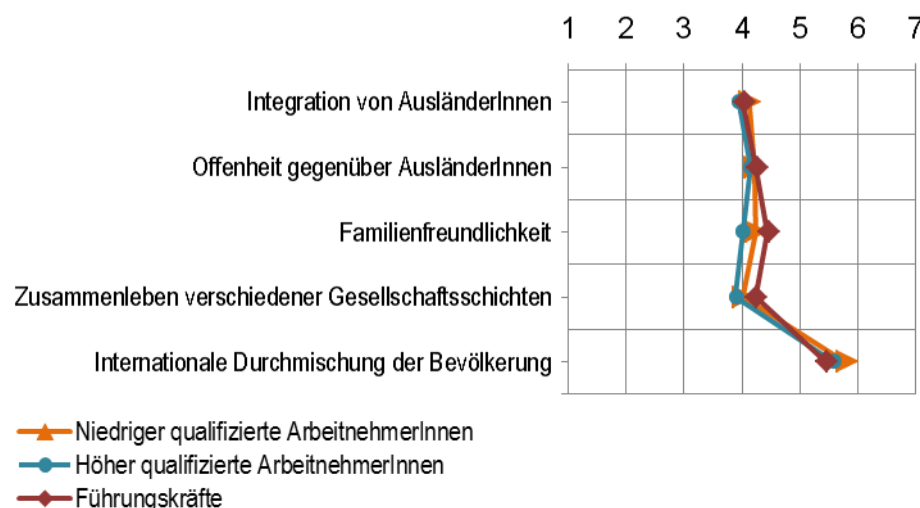 1 2 3 4 5 6 7
Integration von AusländerInnen
Offenheit gegenüber AusländerInnen
Familienfreundlichkeit
Zusammenleben verschiedener Gesellschaftsschichten
Internationale Durchmischung der Bevölkerung
Niedriger qualifizierte ArbeitnehmerInnen
Höher qualifizierte ArbeitnehmerInnen
Führungskräfte